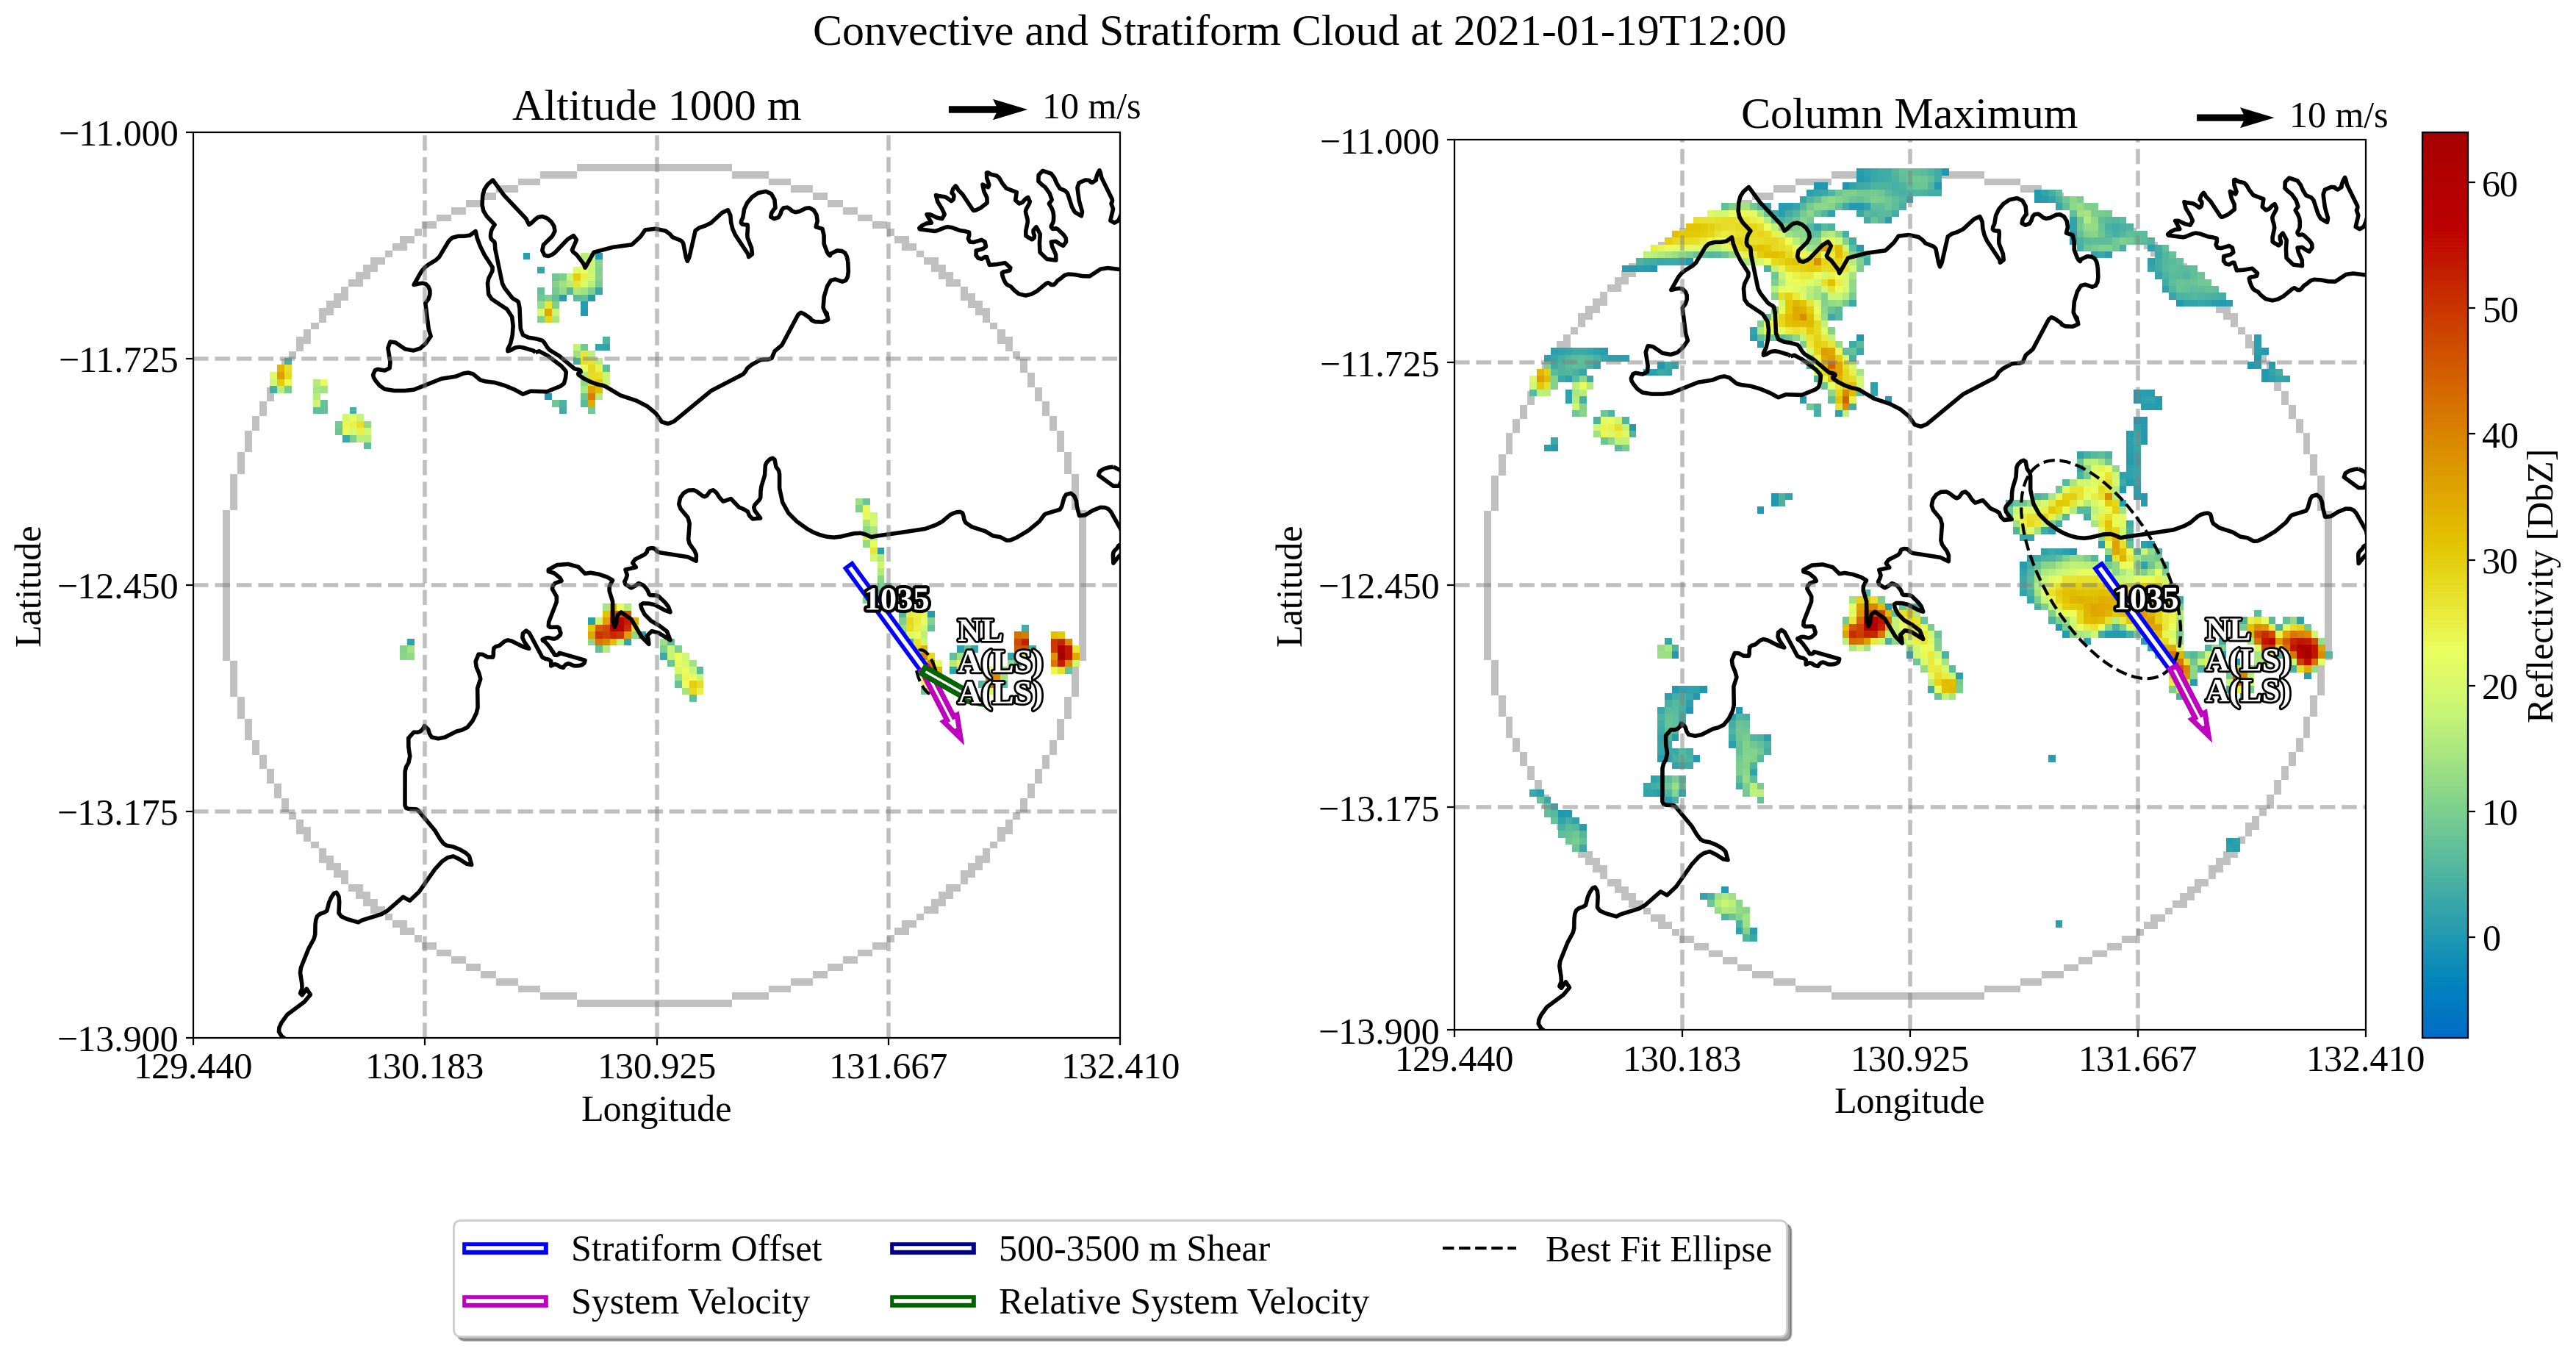 Convective and Stratiform Cloud at 2021-01-19T12:00
Altitude 1000 m
10 m/s
−11.000
−11.725
−12.450
−13.175
−13.900
129.440
130.183
130.925
131.667
132.410
Latitude
Longitude
1035
NL
A(LS)
A(LS)
Column Maximum
10 m/s
−11.000
−11.725
−12.450
−13.175
−13.900
129.440
130.183
130.925
131.667
132.410
Latitude
Longitude
1035
NL
A(LS)
A(LS)
60
50
40
30
20
10
0
Reflectivity [DbZ]
Stratiform Offset
System Velocity
500-3500 m Shear
Relative System Velocity
Best Fit Ellipse